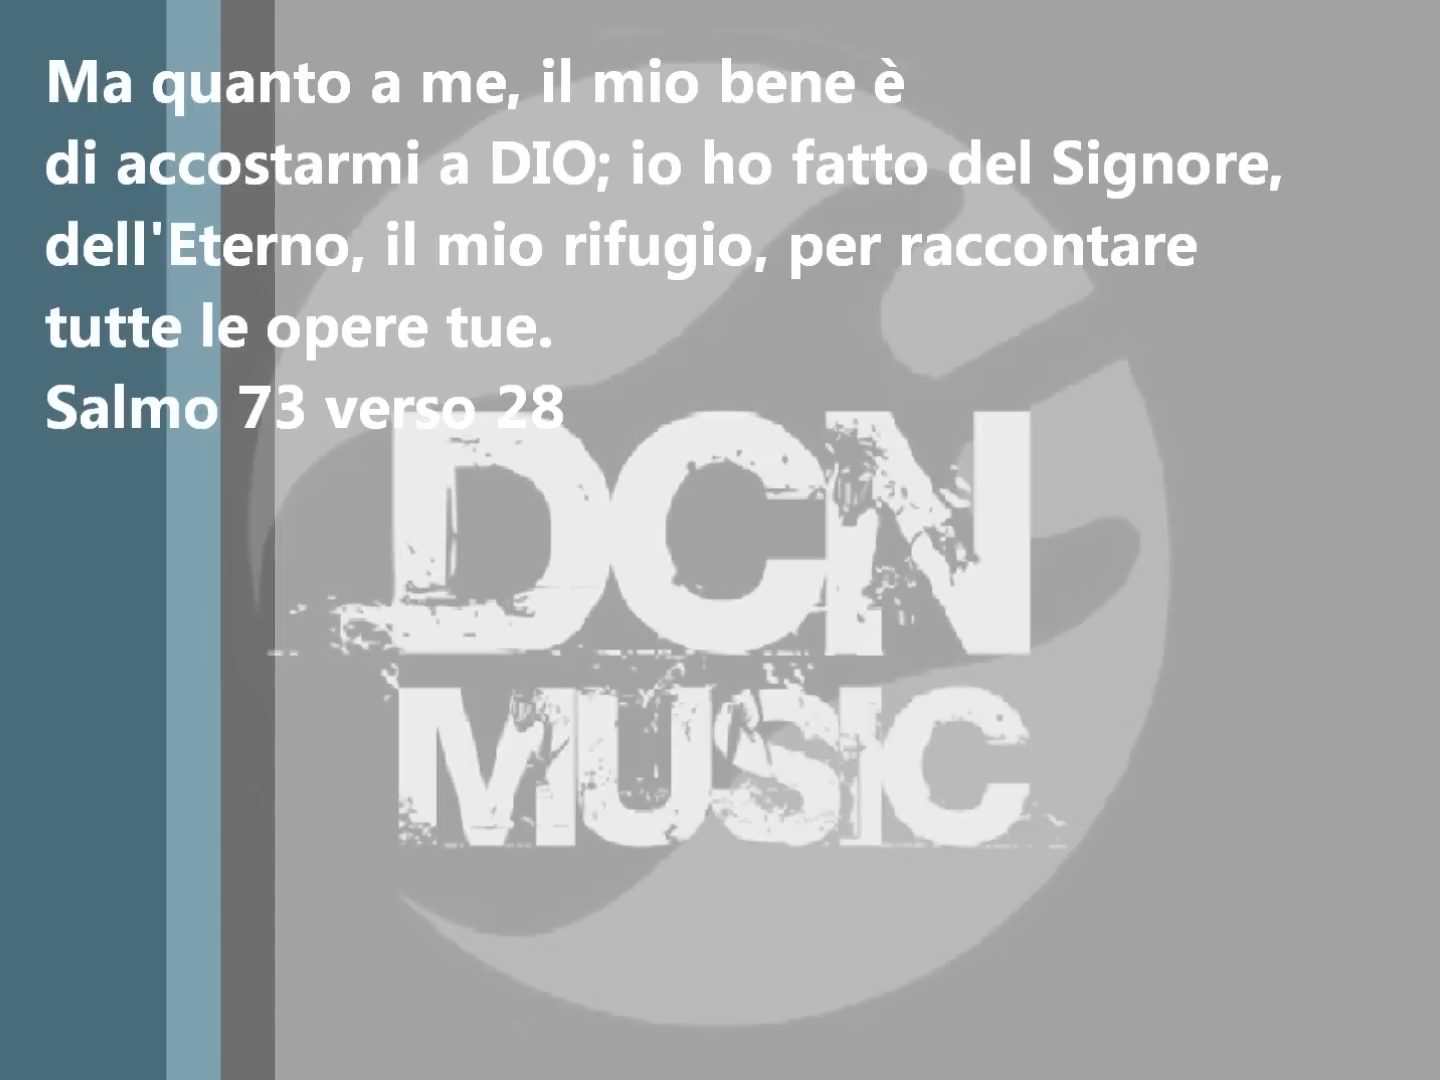 Ma quanto a me, il mio bene è
di accostarmi a DIO; io ho fatto del Signore,
dell'Eterno, il mio rifugio, per raccontare
tutte le opere tue.
Salmo 73 verso 28
DCN
MUSIC